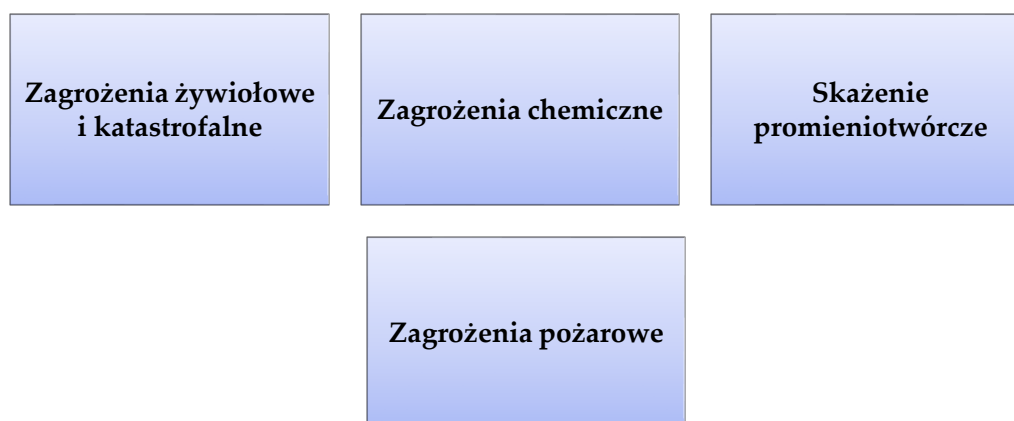 Zagrożenia żywiołowe
i katastrofalne
Zagrożenia chemiczne
Skażenie
promieniotwórcze
Zagrożenia pożarowe